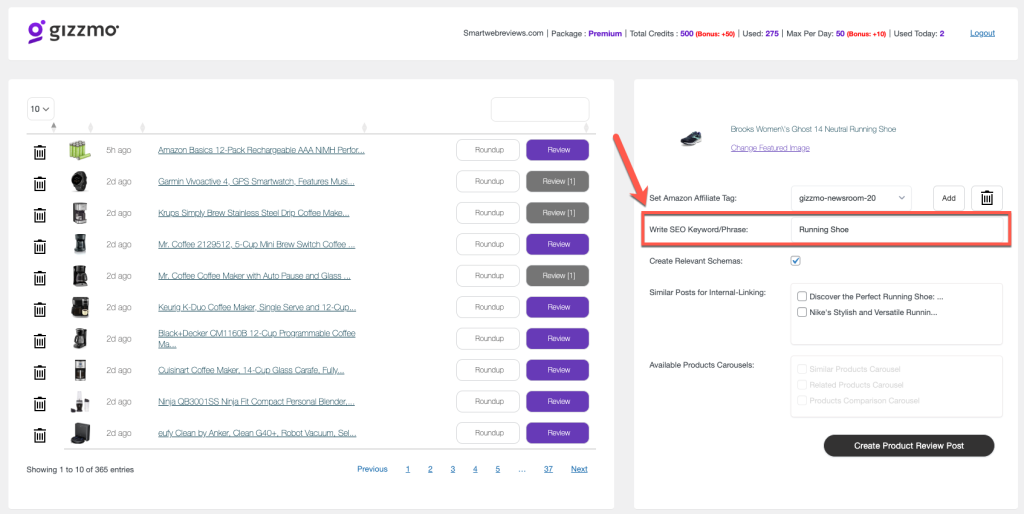 gizzmo
Smartwebreviews.com | Package : Premium | Total Credits : 500 (Bonus: +50) | Used: 275 | Max Per Day: 50 (Bonus: +10) | Used Today: 2 Logout
10
5h ago Amazon Basics 12-Pack Rechargeable AAA NiMH Perfor... Roundup Review
2d ago Garmin Vivoactive 4, GPS Smartwatch, Features Musi... Roundup Review [1]
2d ago Krups Simply Brew Stainless Steel Drip Coffee Make... Roundup Review [1]
2d ago Mr. Coffee 2129512, 5-Cup Mini Brew Switch Coffee ... Roundup Review
2d ago Mr. Coffee Coffee Maker with Auto Pause and Glass ... Roundup Review [1]
2d ago Keurig K-Duo Coffee Maker, Single Serve and 12-Cup... Roundup Review
2d ago Black+Decker CM1160B 12-Cup Programmable Coffee
Ma... Roundup Review
2d ago Cuisinart Coffee Maker, 14-Cup Glass Carafe, Fully... Roundup Review
2d ago Ninja QB3001SS Ninja Fit Compact Personal Blender,... Roundup Review
2d ago eufy Clean by Anker, Clean G40+, Robot Vacuum, Sel... Roundup Review
Showing 1 to 10 of 365 entries Previous 1 2 3 4 5 ... 37 Next
Brooks Women\\'s Ghost 14 Neutral Running Shoe
Change Featured Image
Set Amazon Affiliate Tag: gizzmo-newsroom-20 Add
Write SEO Keyword/Phrase: Running Shoe
Create Relevant Schemas:
Similar Posts for Internal-Linking: Discover the Perfect Running Shoe: ...
Nike's Stylish and Versatile Runnin...
Available Products Carousels: Similar Products Carousel
Related Products Carousel
Products Comparison Carousel
Create Product Review Post